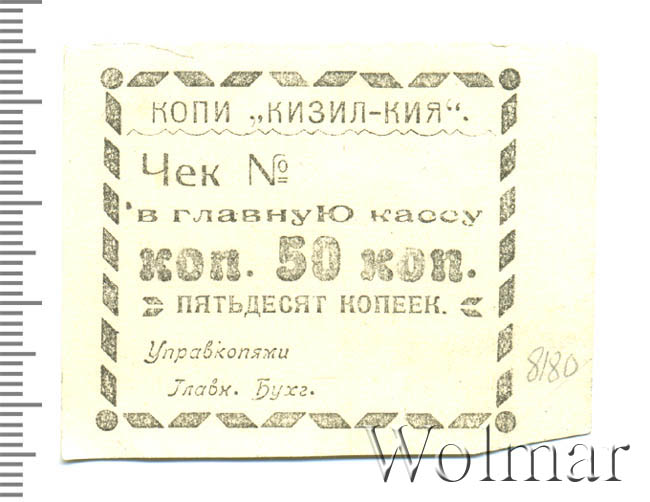 КОПИ „КИЗИЛ-КИЯ“.
Чек №
в главную кассу
коп. 50 коп.
ПЯТЬДЕСЯТ КОПЕЕК.
Управкопями
Главн. Бухг.
8180
Wolmar